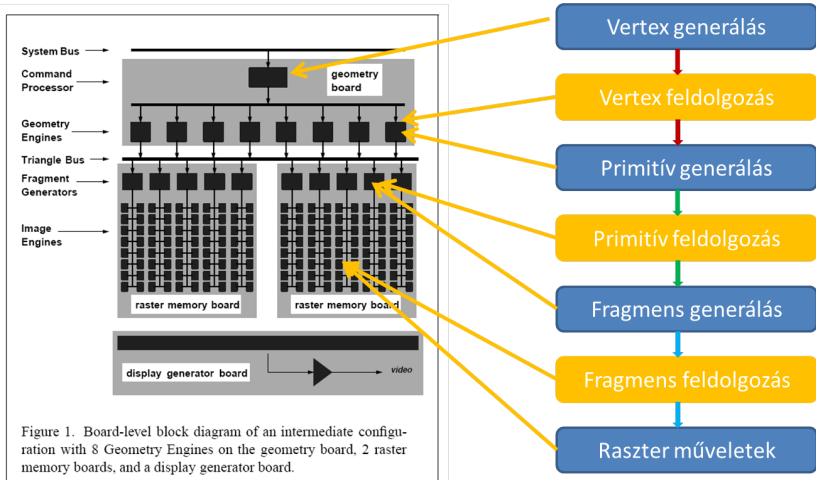 System Bus
Command
Processor
geometry
board
Geometry
Engines
Triangle Bus
Fragment
Generators
Image
Engines
raster memory board
raster memory board
display generator board
video
Figure 1. Board-level block diagram of an intermediate configu-
ration with 8 Geometry Engines on the geometry board, 2 raster
memory boards, and a display generator board.
Vertex generálás
Vertex feldolgozás
Primitív generálás
Primitív feldolgozás
Fragmens generálás
Fragmens feldolgozás
Raszter műveletek